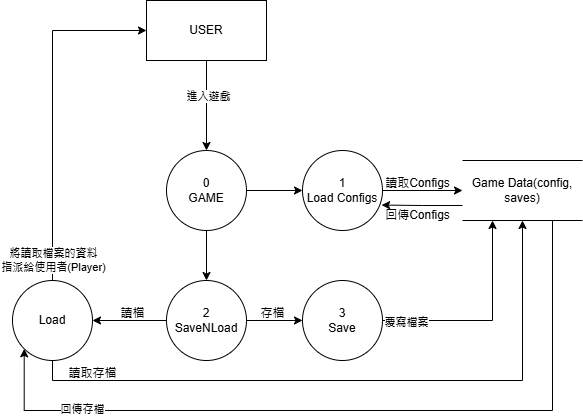 USER
進入遊戲
0
GAME
1
Load Configs
讀取Configs
回傳Configs
Game Data(config,
saves)
將讀取檔案的資料
指派給使用者(Player)
Load
讀檔
2
SaveNLoad
存檔
3
Save
覆寫檔案
讀取存檔
回傳存檔